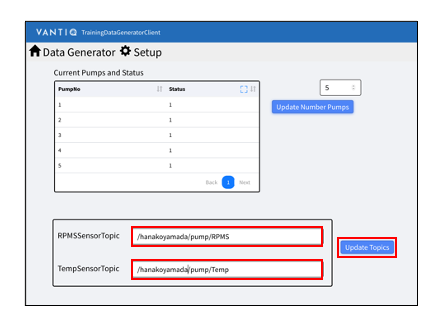 VANTIQ TrainingDataGeneratorClient
Data Generator Setup
Current Pumps and Status
PumpNo Status
1 1
2 1
3 1
4 1
5 1
Back 1 Next
5
Update Number Pumps
RPMSSensorTopic /hanakoyamada/pump/RPMS
Update Topics
TempSensorTopic /hanakoyamada/pump/Temp